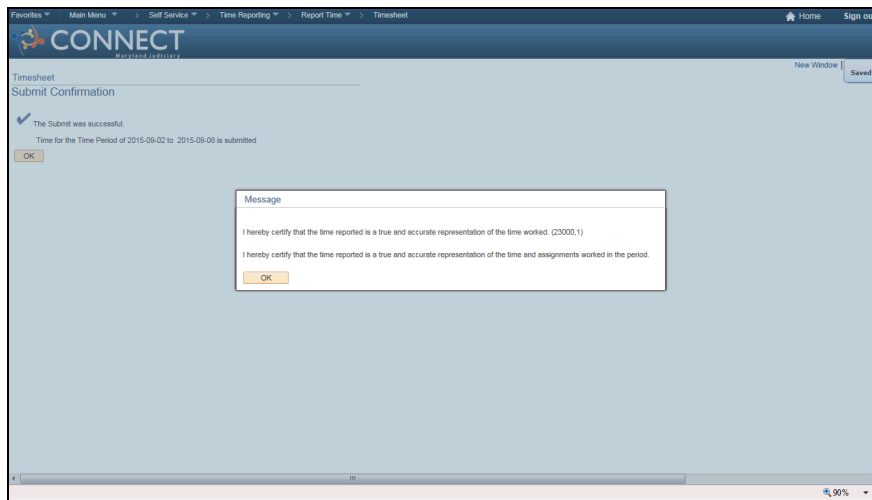 Favorites Main Menu > Self Service > Time Reporting > Report Time > Timesheet Home Sign ou
CONNECT
Maryland Judiciary
New Window |
Saved
Timesheet
Submit Confirmation
The Submit was successful.
Time for the Time Period of 2015-09-02 to 2015-09-08 is submitted
OK
Message
I hereby certify that the time reported is a true and accurate representation of the time worked. (23000,1)
I hereby certify that the time reported is a true and accurate representation of the time and assignments worked in the period.
OK
90%